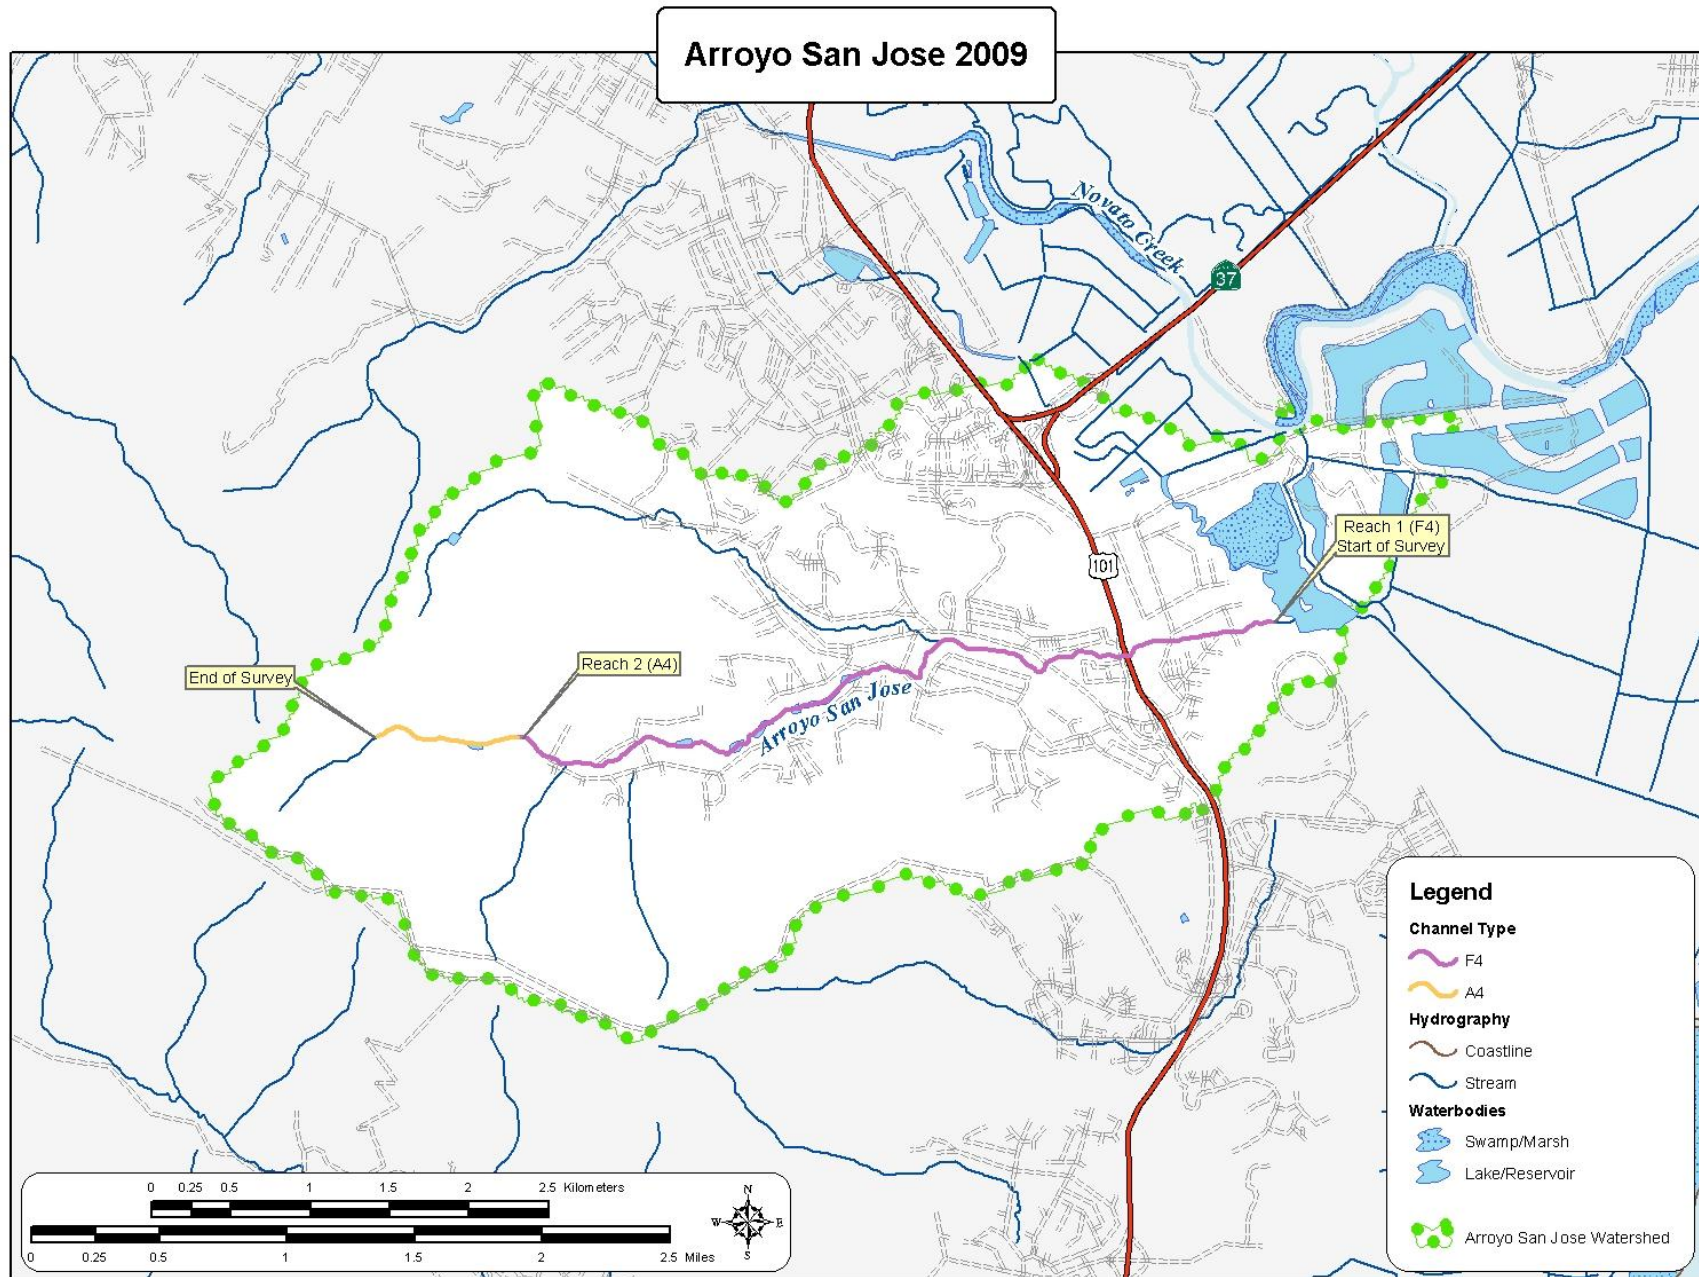 Arroyo San Jose 2009
Novato Creek
37
Reach 1 (F4)
Start of Survey
101
Reach 2 (A4)
End of Survey
Arroyo San Jose
Legend
Channel Type
F4
A4
Hydrography
Coastline
Stream
Waterbodies
Swamp/Marsh
Lake/Reservoir
Arroyo San Jose Watershed
0 0.25 0.5 1 1.5 2 2.5 Kilometers
0 0.25 0.5 1 1.5 2 2.5 Miles
N
W E
S